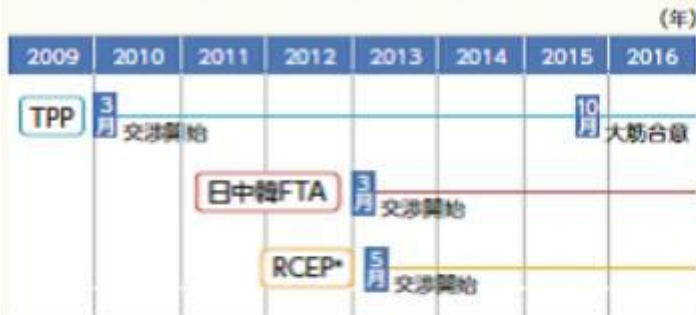 (年)
2009 2010 2011 2012 2013 2014 2015 2016
TPP 3月 交渉開始 10月 大筋合意
日中韓FTA 3月 交渉開始
RCEP* 5月 交渉開始